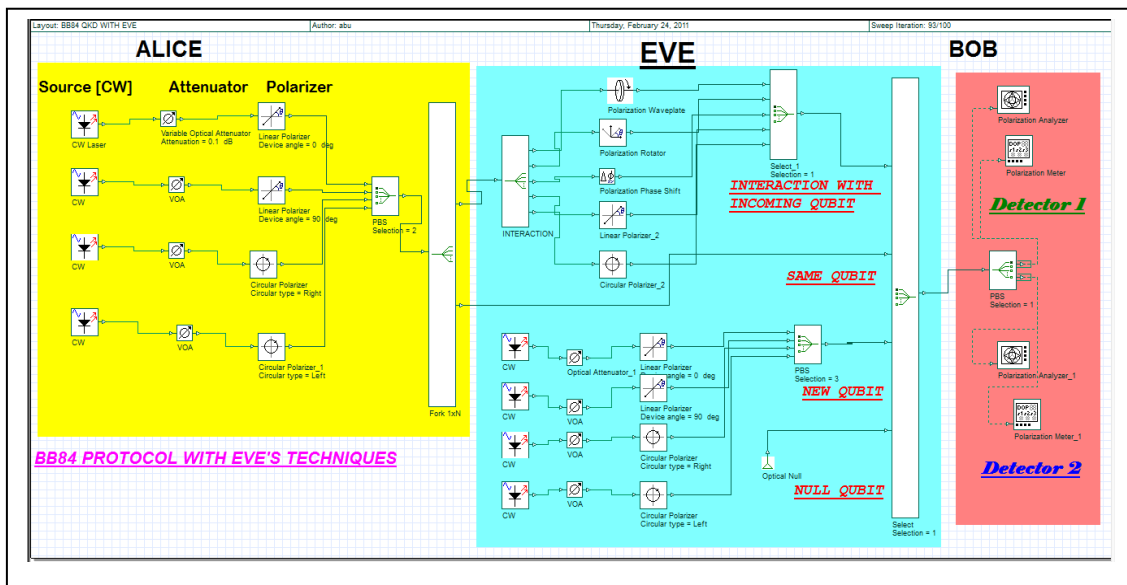 Layout: BB84 QKD WITH EVE
Author: abu
Thursday, February 24, 2011
Sweep Iteration: 93/100
ALICE
EVE
BOB
Source [CW]
Attenuator
Polarizer
CW Laser
Variable Optical Attenuator
Attenuation = 0.1 dB
Linear Polarizer
Device angle = 0 deg
CW
VOA
Linear Polarizer
Device angle = 90 deg
PBS
Selection = 2
CW
VOA
Circular Polarizer
Circular type = Right
CW
VOA
Circular Polarizer_1
Circular type = Left
Fork 1xN
BB84 PROTOCOL WITH EVE'S TECHNIQUES
INTERACTION
Polarization Waveplate
Polarization Rotator
Polarization Phase Shift
Linear Polarizer_2
Circular Polarizer_2
Select_1
Selection = 1
INTERACTION WITH
INCOMING QUBIT
SAME QUBIT
CW
Optical Attenuator_1
Linear Polarizer
angle = 0 deg
CW
VOA
Linear Polarizer
Device angle = 90 deg
PBS
Selection = 3
NEW QUBIT
CW
VOA
Circular Polarizer
Circular type = Right
CW
VOA
Circular Polarizer
Circular type = Left
Optical Null
NULL QUBIT
Select
Selection = 1
Polarization Analyzer
DOP
Polarization Meter
Detector 1
PBS
Selection = 1
Polarization Analyzer_1
DOP
Polarization Meter_1
Detector 2